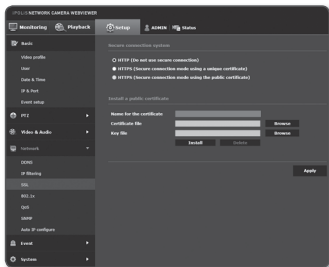 iPOLiS NETWORK CAMERA WEBVIEWER
Monitoring
Playback
Setup
ADMIN
Status
Basic
Video profile
User
Date & Time
IP & Port
Event setup
PTZ
Video & Audio
Network
DDNS
IP filtering
SSL
802.1x
QoS
SNMP
Auto IP configure
Event
System
Secure connection system
HTTP (Do not use secure connection)
HTTPS (Secure connection mode using a unique certificate)
HTTPS (Secure connection mode using the public certificate)
Install a public certificate
Name for the certificate
Certificate file
Browse
Key file
Browse
Install
Delete
Apply